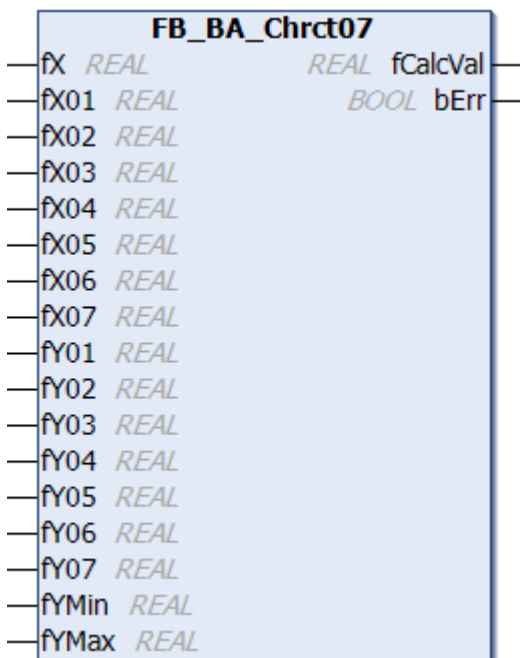 FB_BA_Chrct07
fX REAL REAL fCalcVal
fX01 REAL BOOL bErr
fX02 REAL
fX03 REAL
fX04 REAL
fX05 REAL
fX06 REAL
fX07 REAL
fY01 REAL
fY02 REAL
fY03 REAL
fY04 REAL
fY05 REAL
fY06 REAL
fY07 REAL
fYMin REAL
fYMax REAL